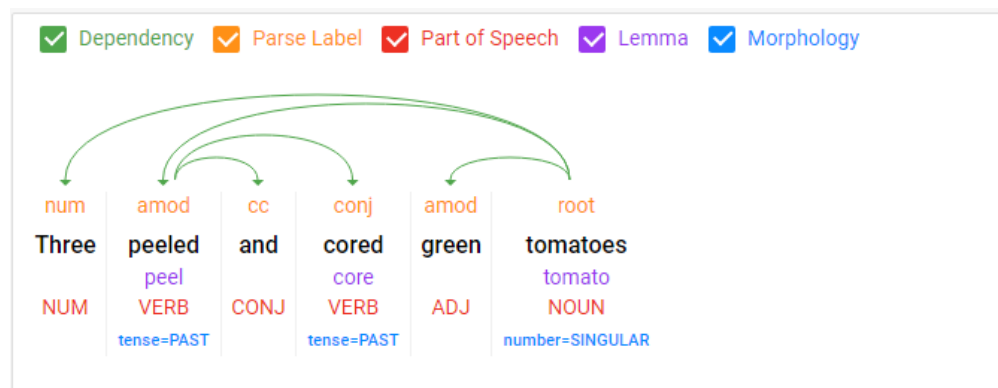 Dependency Parse Label Part of Speech Lemma Morphology
num amod cc conj amod root
Three peeled and cored green tomatoes
peel core tomato
NUM VERB CONJ VERB ADJ NOUN
tense=PAST tense=PAST number=SINGULAR